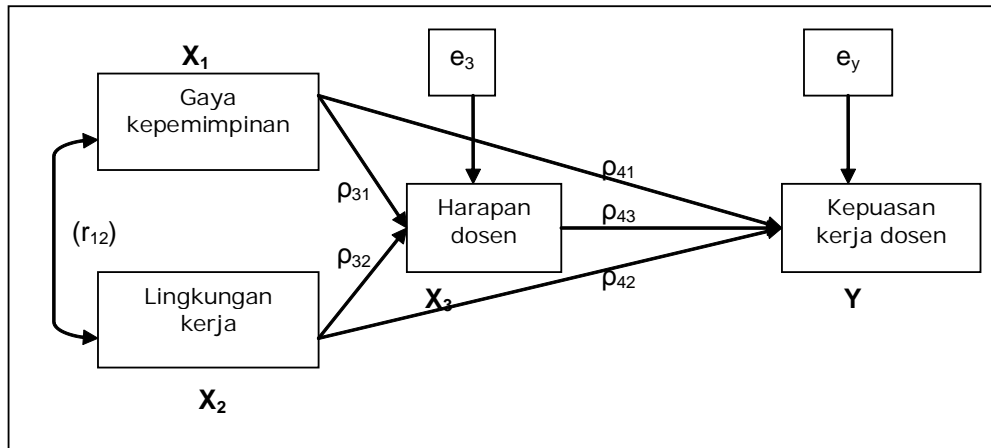 X₁
Gaya
kepemimpinan
e₃
e_y
(r₁₂)
ρ₃₁
ρ₃₂
ρ₄₁
ρ₄₃
ρ₄₂
Harapan
dosen
X₃
Kepuasan
kerja dosen
Y
Lingkungan
kerja
X₂